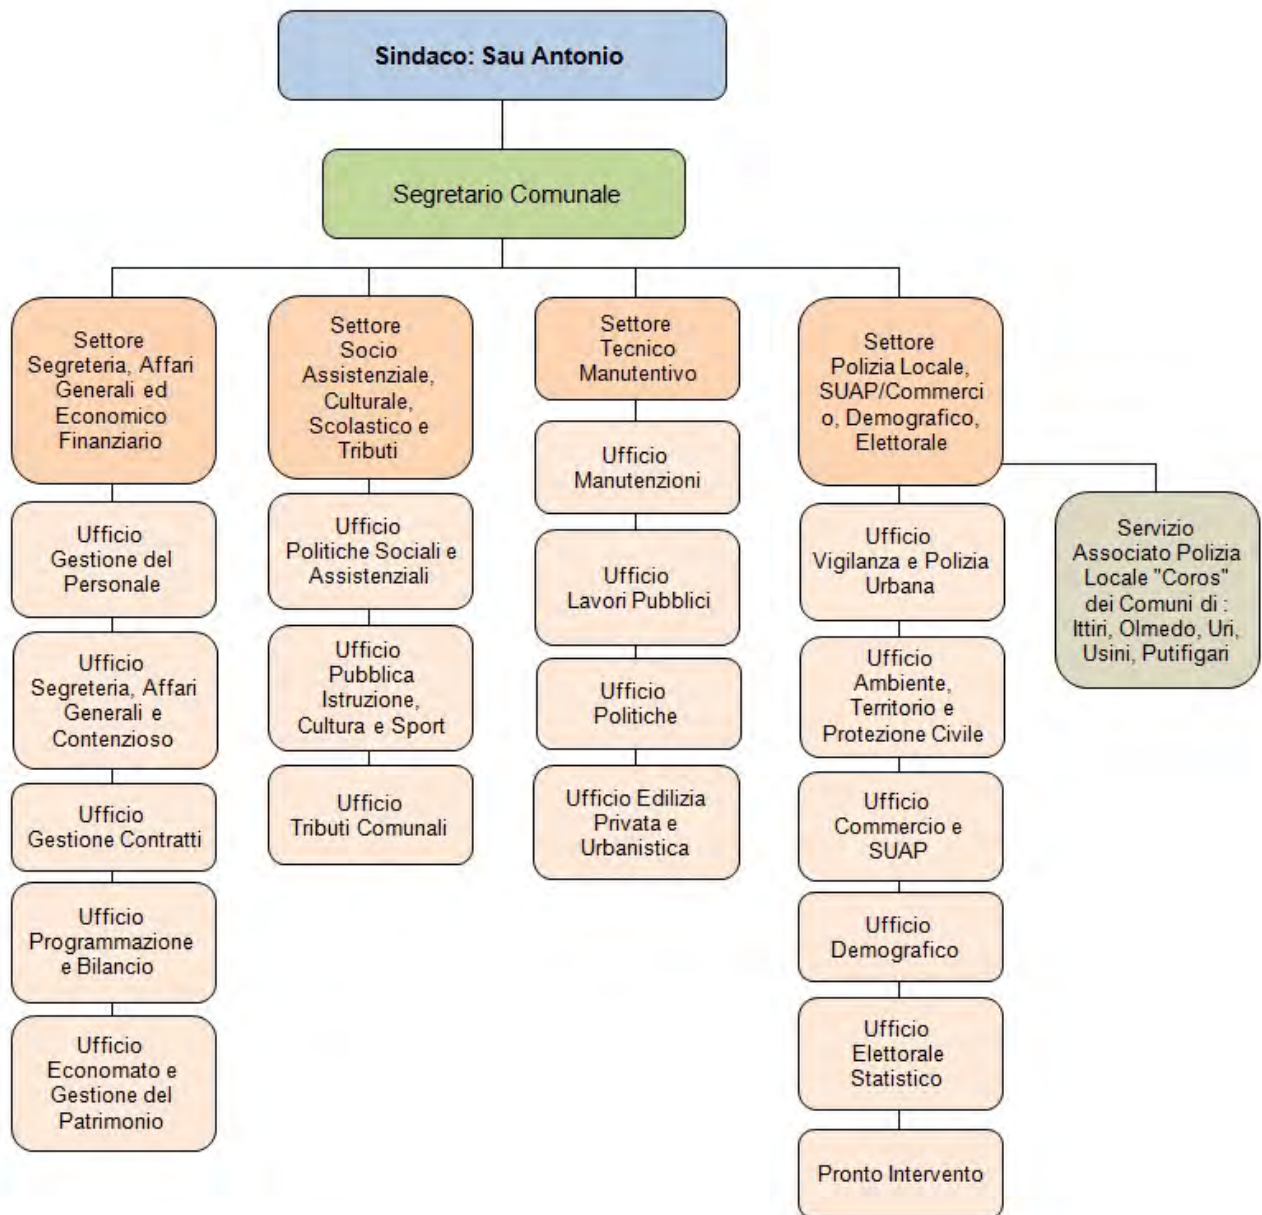 Sindaco: Sau Antonio
Segretario Comunale
Settore
Segreteria, Affari
Generali ed
Economico
Finanziario
Ufficio
Gestione del
Personale
Ufficio
Segreteria, Affari
Generali e
Contenzioso
Ufficio
Gestione Contratti
Ufficio
Programmazione
e Bilancio
Ufficio
Economato e
Gestione del
Patrimonio
Settore
Socio
Assistenziale,
Culturale,
Scolastico e
Tributi
Ufficio
Politiche Sociali e
Assistenziali
Ufficio
Pubblica
Istruzione,
Cultura e Sport
Ufficio
Tributi Comunali
Settore
Tecnico
Manutentivo
Ufficio
Manutenzioni
Ufficio
Lavori Pubblici
Ufficio
Politiche
Ufficio Edilizia
Privata e
Urbanistica
Settore
Polizia Locale,
SUAP/Commerci
o, Demografico,
Elettorale
Ufficio
Vigilanza e Polizia
Urbana
Ufficio
Ambiente,
Territorio e
Protezione Civile
Ufficio
Commercio e
SUAP
Ufficio
Demografico
Ufficio
Elettorale
Statistico
Pronto Intervento
Servizio
Associato Polizia
Locale "Coros"
dei Comuni di :
Ittiri, Olmedo, Uri,
Usini, Putifigari